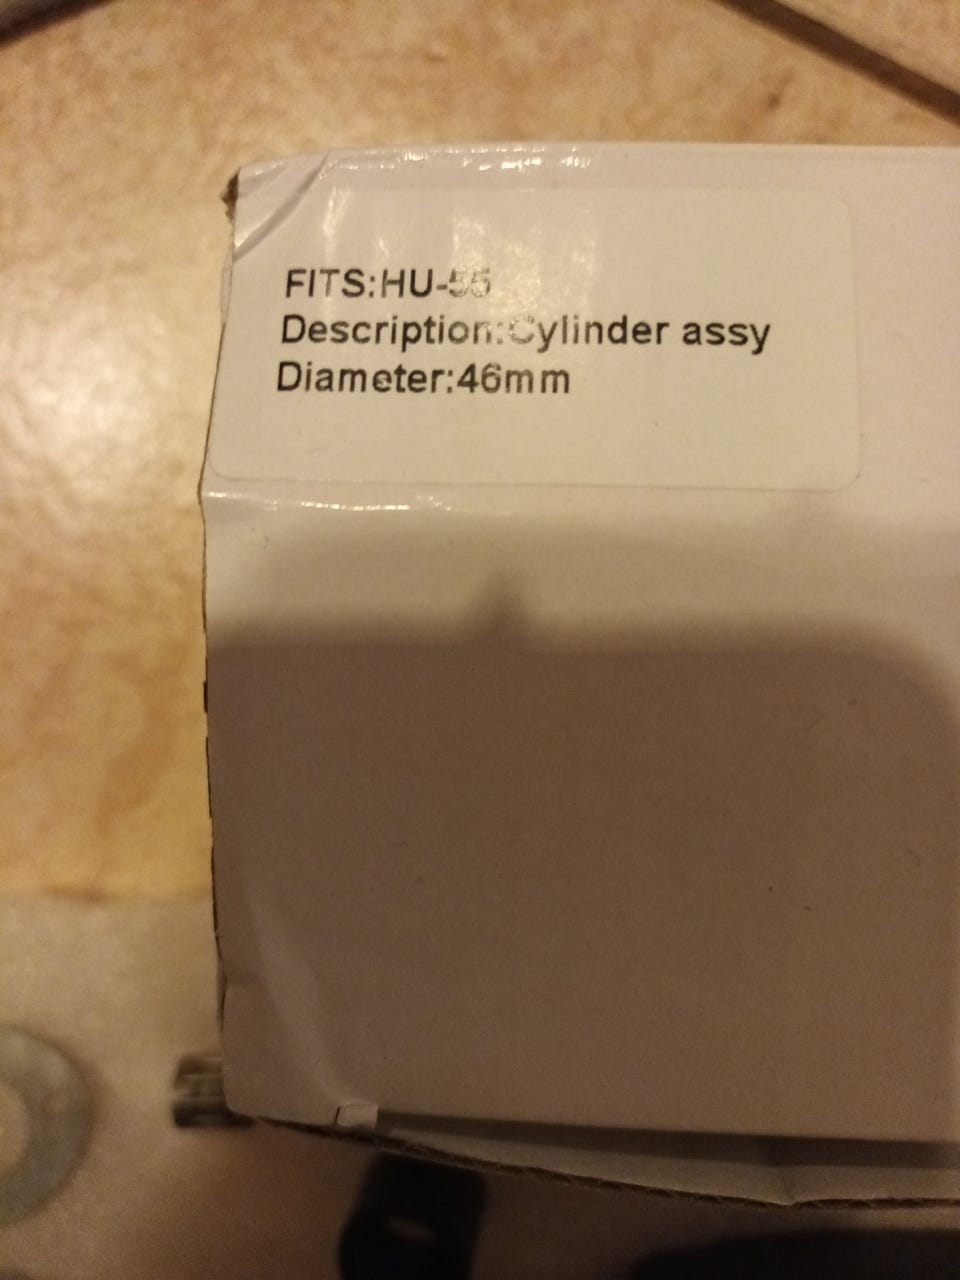 FITS:HU-55
Description:Cylinder assy
Diameter:46mm